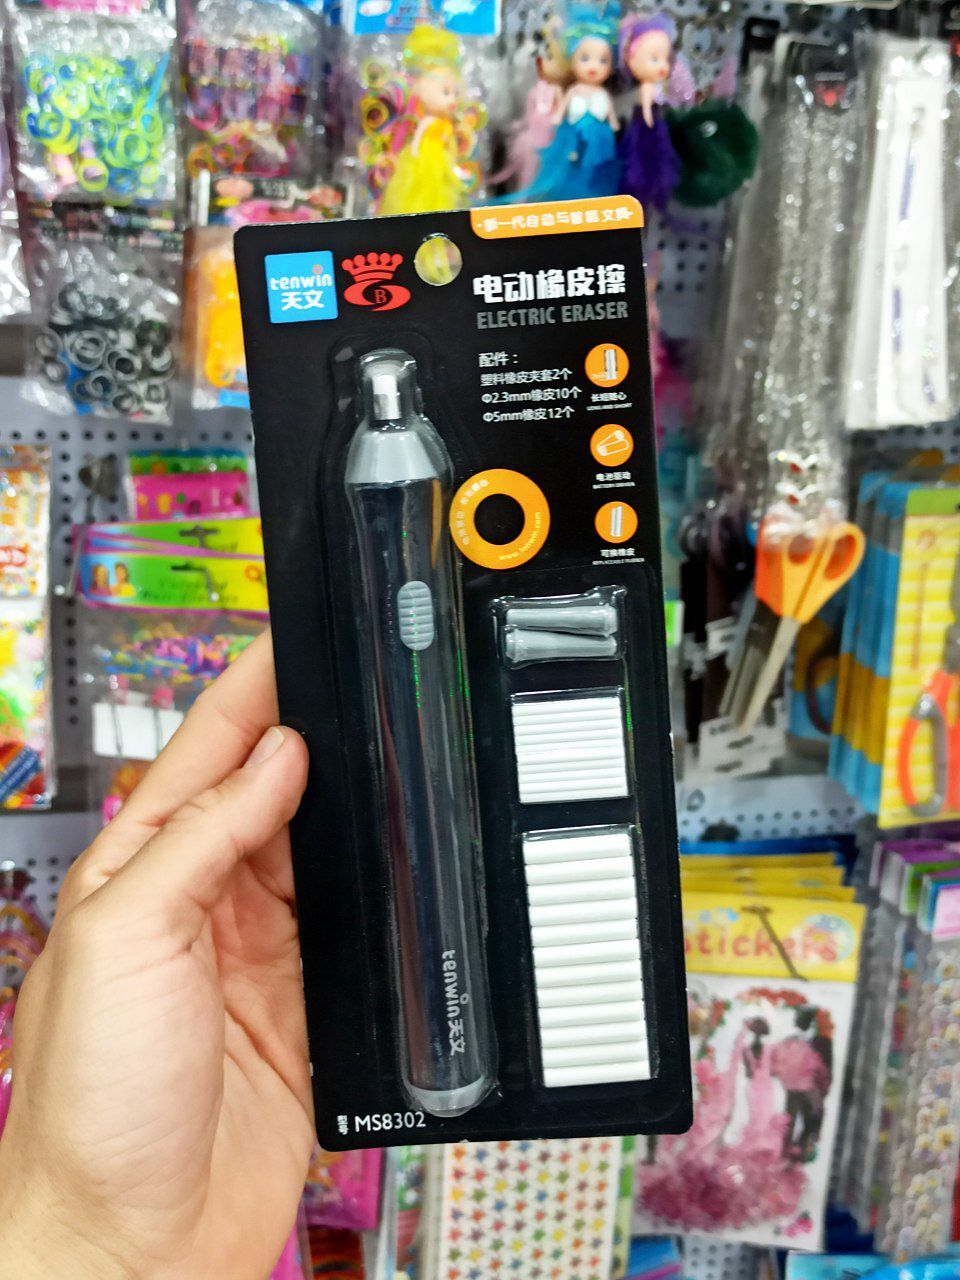 ·新一代自动与智能文具·
tenwin
天文
B
电动橡皮擦
ELECTRIC ERASER
配件：
塑料橡皮夹套2个
Φ2.3mm橡皮10个
Φ5mm橡皮12个
长短随心
LONG AND SHORT
电池驱动
BATTERY DRIVEN
可换橡皮
REPLACEABLE RUBBER
www.tenwin.com
tenwin天文
型号 MS8302
Stickers